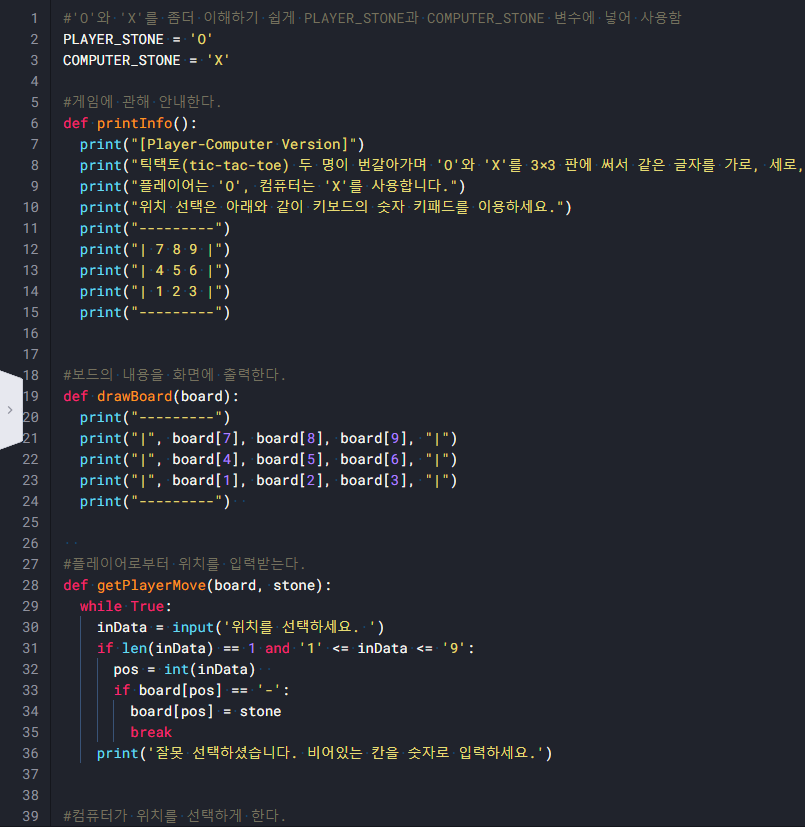 1 #'O'와 'X'를 좀더 이해하기 쉽게 PLAYER_STONE과 COMPUTER_STONE 변수에 넣어 사용함
2 PLAYER_STONE = 'O'
3 COMPUTER_STONE = 'X'
4
5 #게임에 관해 안내한다.
6 def printInfo():
7   print("[Player-Computer Version]")
8   print("틱택토(tic-tac-toe) 두 명이 번갈아가며 'O'와 'X'를 3×3 판에 써서 같은 글자를 가로, 세로,
9   print("플레이어는 'O', 컴퓨터는 'X'를 사용합니다.")
10   print("위치 선택은 아래와 같이 키보드의 숫자 키패드를 이용하세요.")
11   print("---------")
12   print("| 7 8 9 |")
13   print("| 4 5 6 |")
14   print("| 1 2 3 |")
15   print("---------")
16
17
18 #보드의 내용을 화면에 출력한다.
19 def drawBoard(board):
20   print("---------")
21   print("|", board[7], board[8], board[9], "|")
22   print("|", board[4], board[5], board[6], "|")
23   print("|", board[1], board[2], board[3], "|")
24   print("---------")
25
26
27 #플레이어로부터 위치를 입력받는다.
28 def getPlayerMove(board, stone):
29   while True:
30     inData = input('위치를 선택하세요. ')
31     if len(inData) == 1 and '1' <= inData <= '9':
32       pos = int(inData)
33       if board[pos] == '-':
34         board[pos] = stone
35         break
36     print('잘못 선택하셨습니다. 비어있는 칸을 숫자로 입력하세요.')
37
38
39 #컴퓨터가 위치를 선택하게 한다.